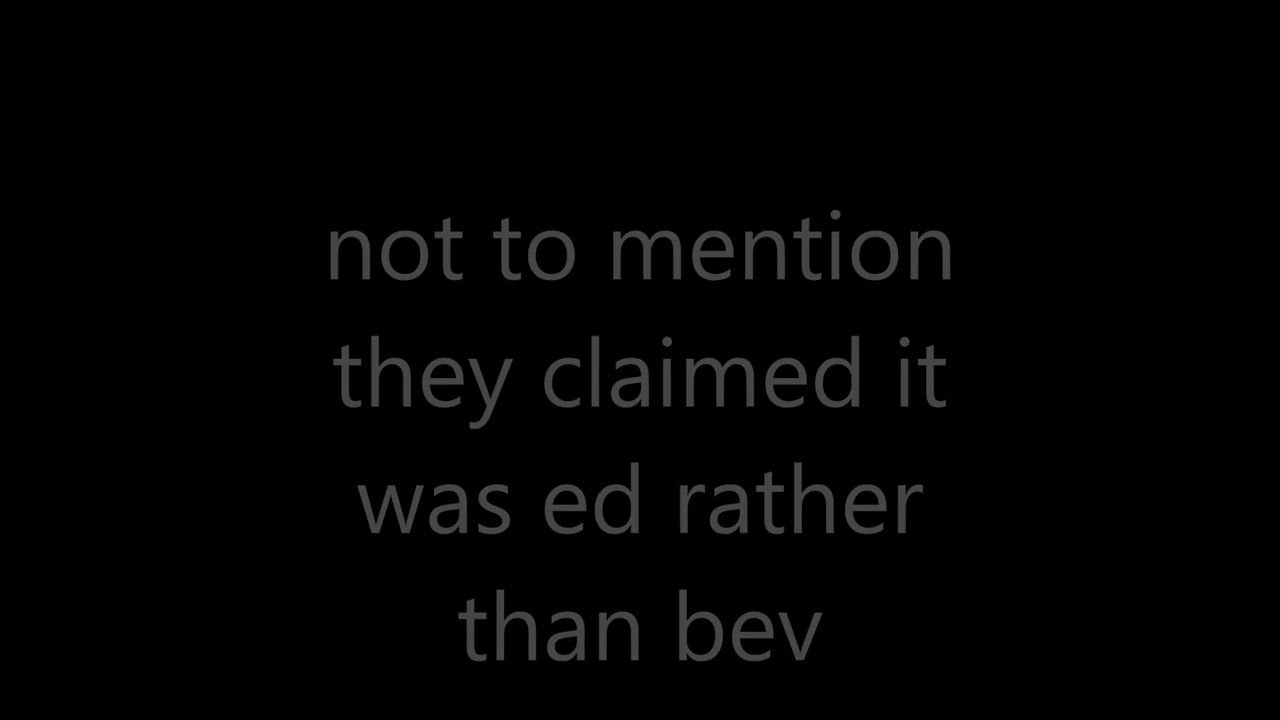 not to mention
they claimed it
was ed rather
than bev